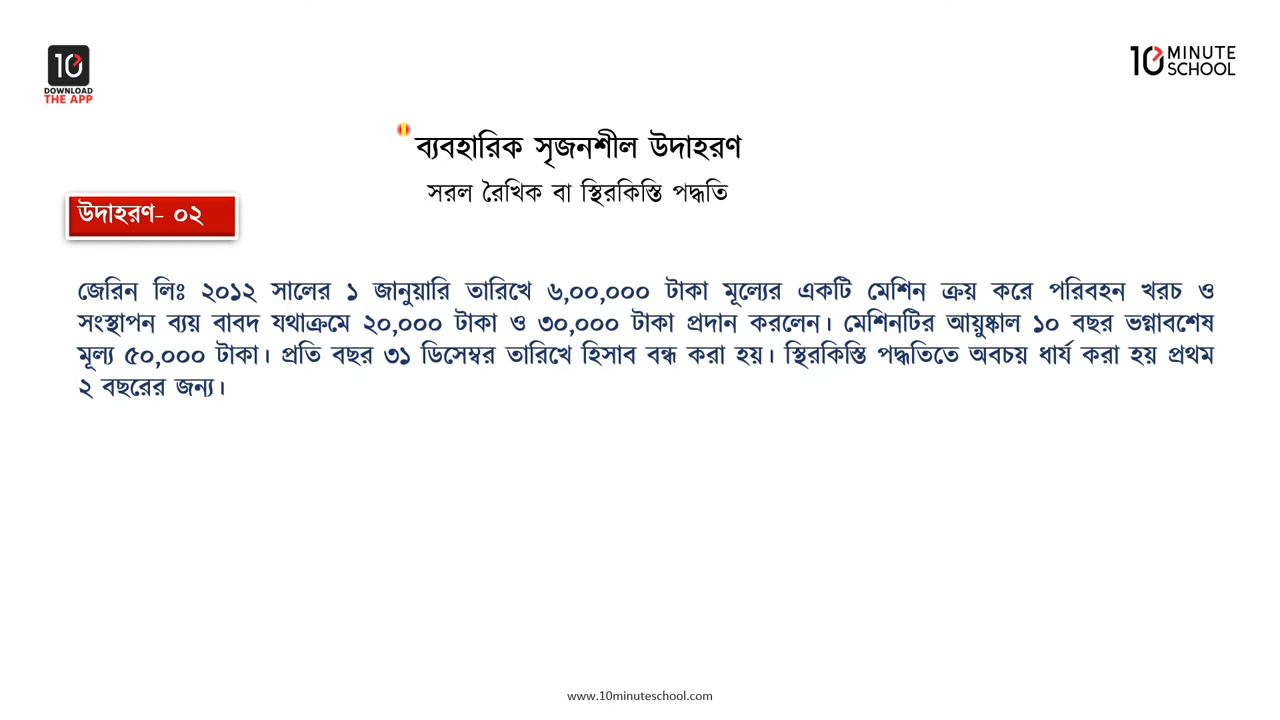 10
DOWNLOAD
THE APP
10 MINUTE
SCHOOL
ব্যবহারিক সৃজনশীল উদাহরণ
সরল রৈখিক বা স্থিরকিস্তি পদ্ধতি
উদাহরণ- ০২
জেরিন লিঃ ২০১২ সালের ১ জানুয়ারি তারিখে ৬,০০,০০০ টাকা মূল্যের একটি মেশিন ক্রয় করে পরিবহন খরচ ও
সংস্থাপন ব্যয় বাবদ যথাক্রমে ২০,০০০ টাকা ও ৩০,০০০ টাকা প্রদান করলেন। মেশিনটির আয়ুষ্কাল ১০ বছর ভগ্নাবশেষ
মূল্য ৫০,০০০ টাকা। প্রতি বছর ৩১ ডিসেম্বর তারিখে হিসাব বন্ধ করা হয়। স্থিরকিস্তি পদ্ধতিতে অবচয় ধার্য করা হয় প্রথম
২ বছরের জন্য।
www.10minuteschool.com